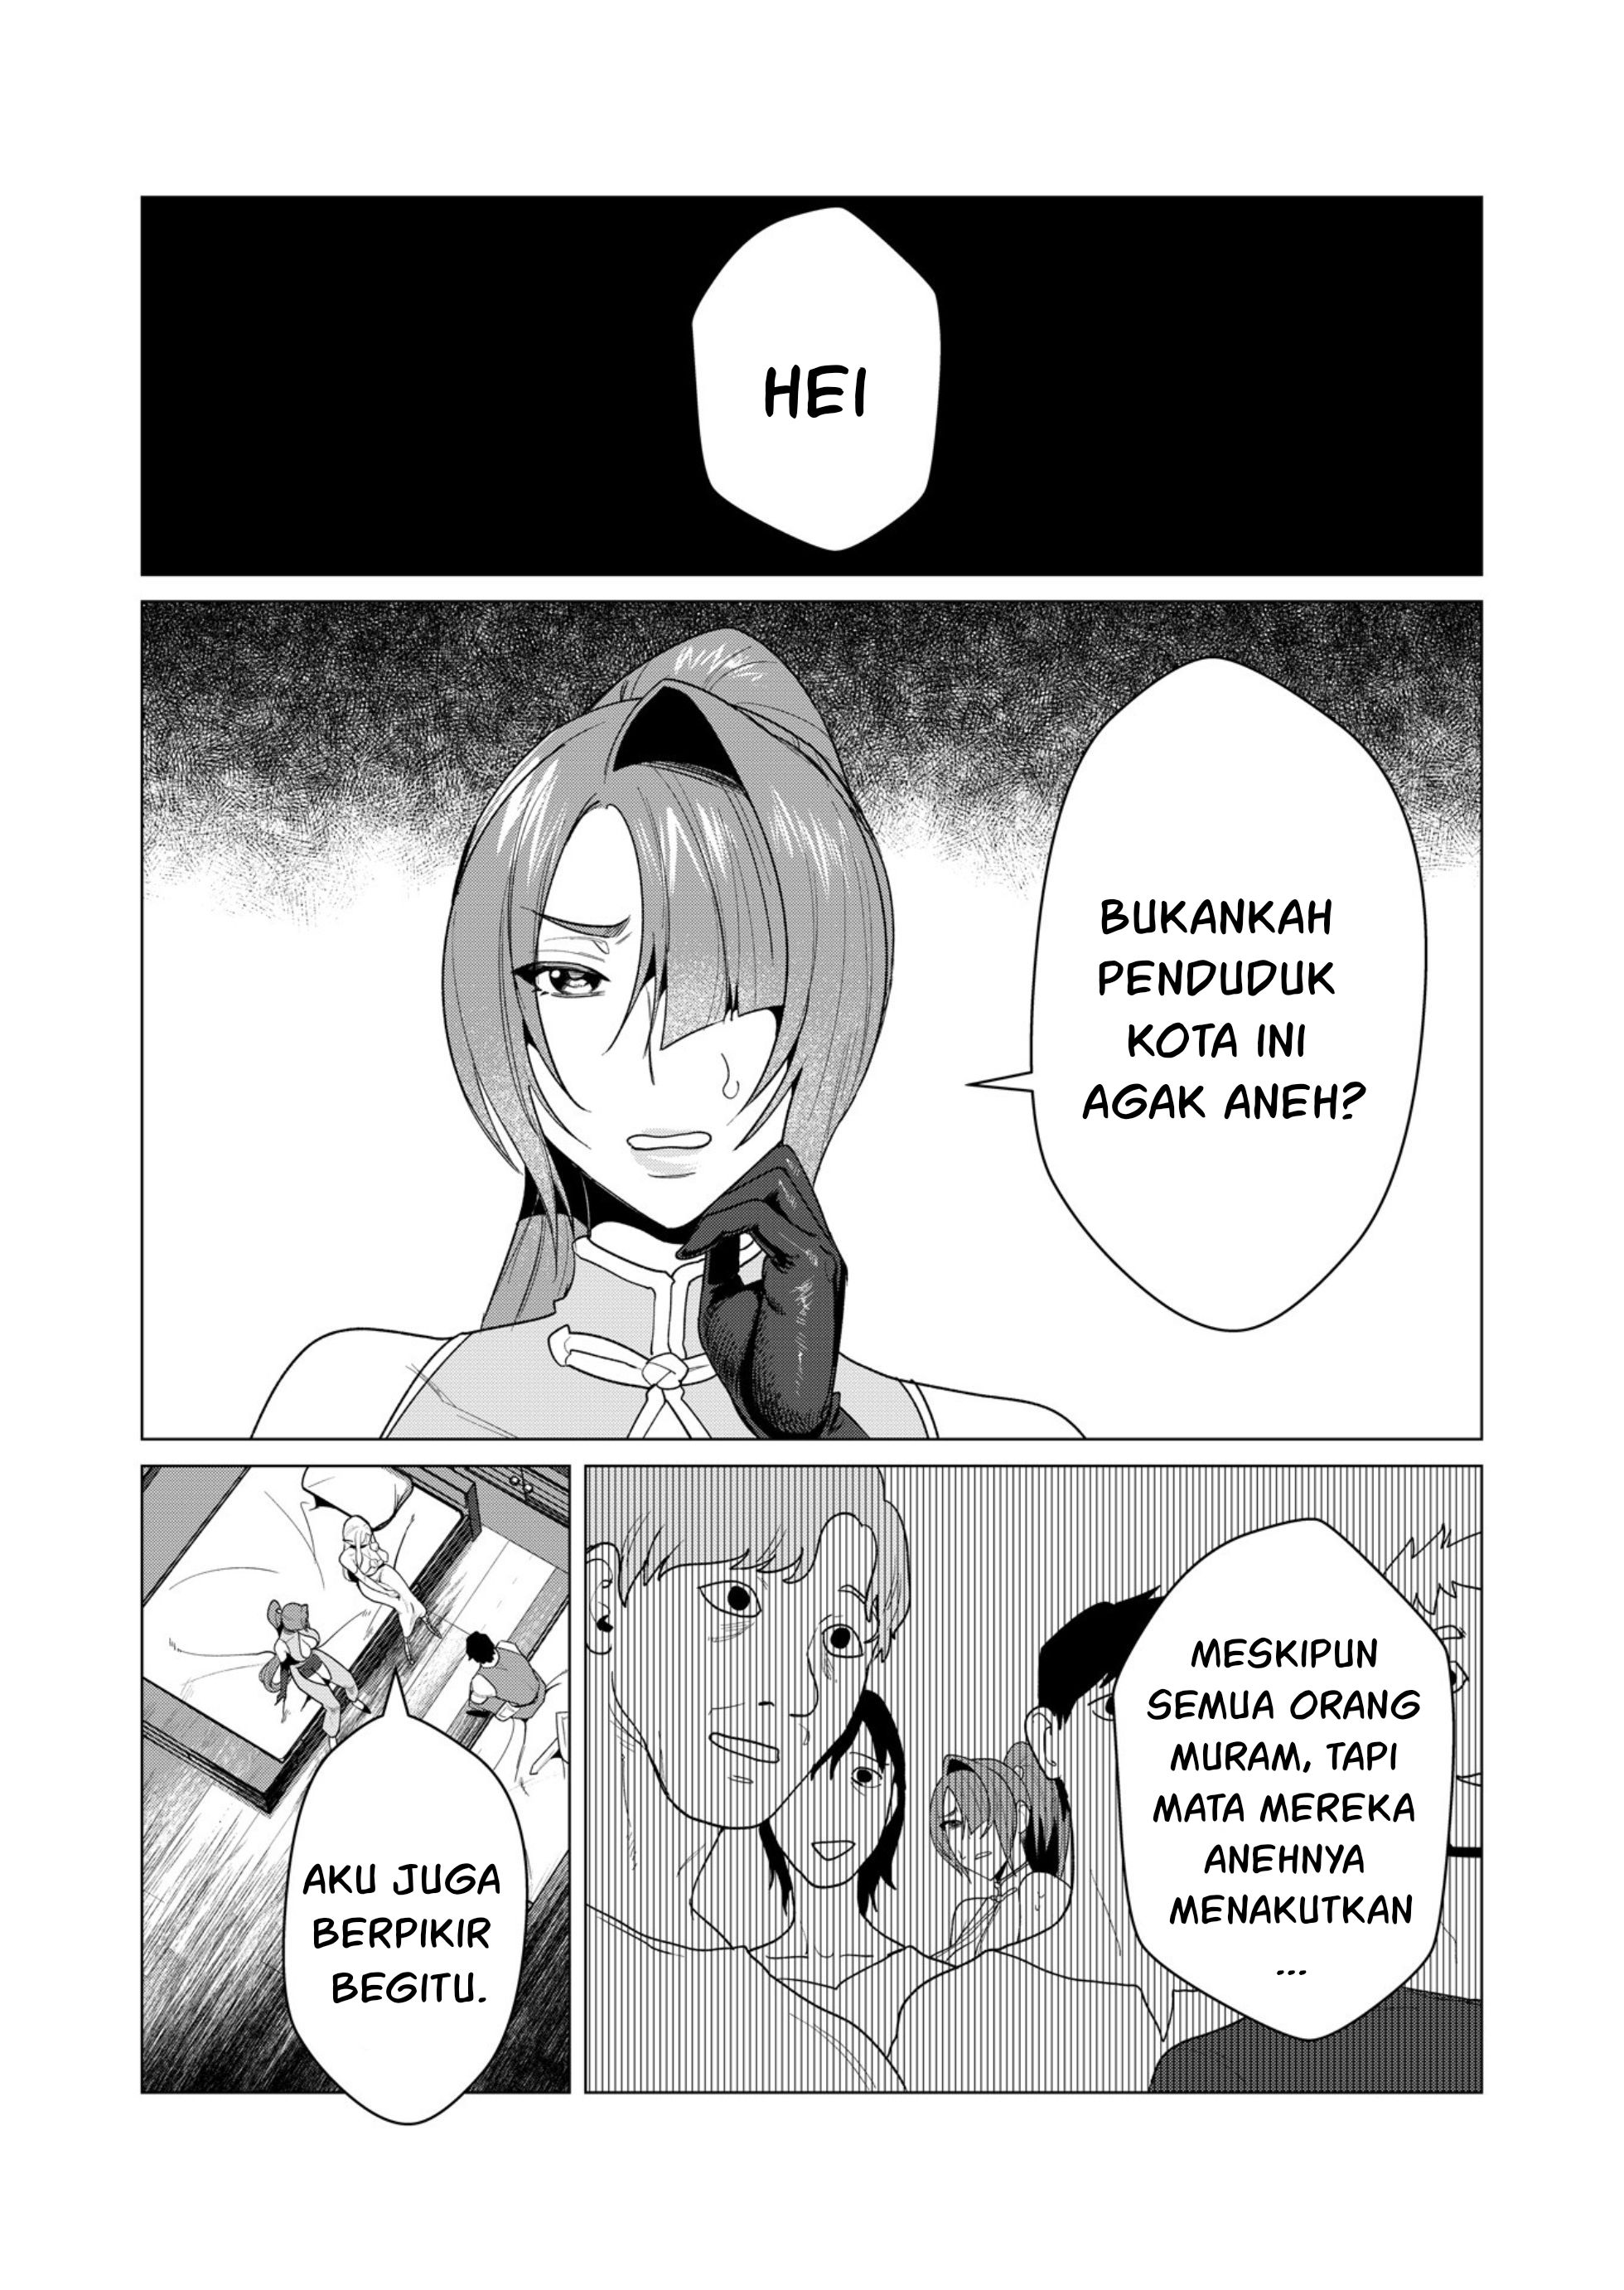 HEI
BUKANKAH
PENDUDUK
KOTA INI
AGAK ANEH?
MESKIPUN
SEMUA ORANG
MURAM, TAPI
MATA MEREKA
ANEHNYA
MENAKUTKAN
...
AKU JUGA
BERPIKIR
BEGITU.